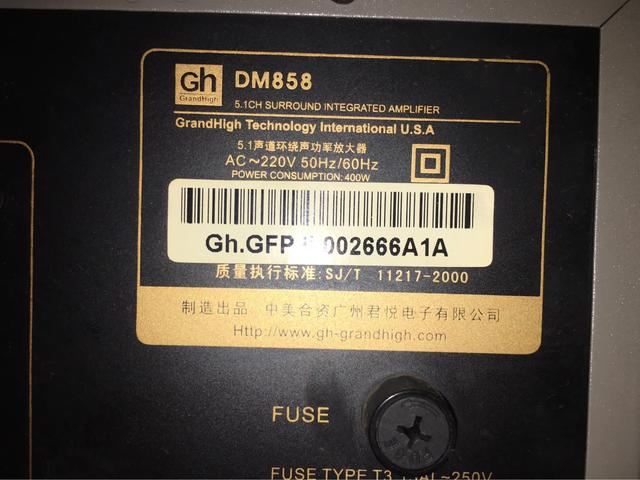 Gh
GrandHigh
DM858
5.1CH SURROUND INTEGRATED AMPLIFIER
GrandHigh Technology International U.S.A
5.1声道环绕声功率放大器
AC～220V 50Hz/60Hz
POWER CONSUMPTION: 400W
Gh.GFP 002666A1A
质量执行标准:SJ/T 11217-2000
制造出品 中美合资广州君悦电子有限公司
Http://www.gh-grandhigh.com
FUSE
FUSE TYPE ~250V